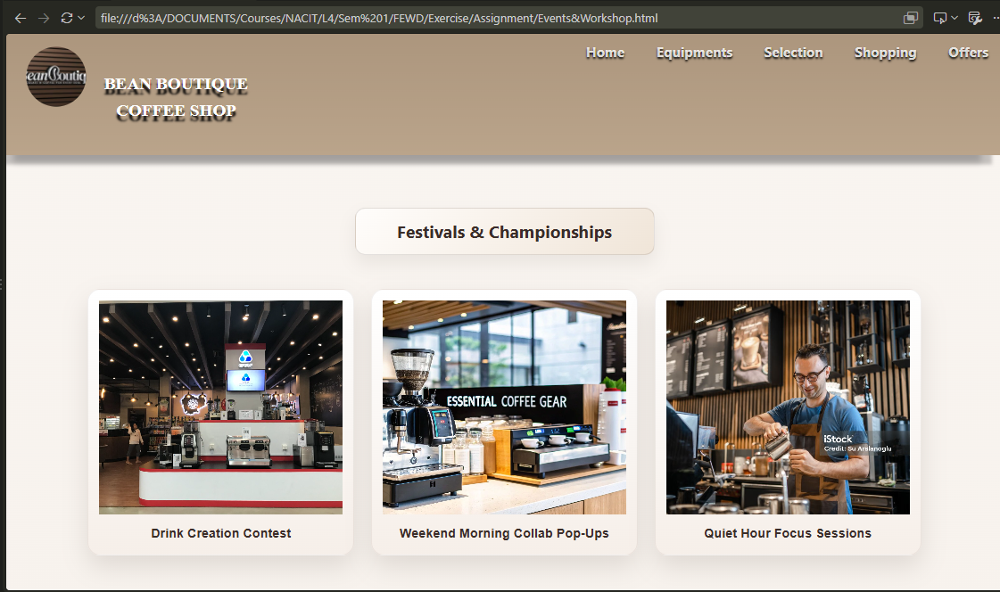 file:///d%3A/DOCUMENTS/Courses/NACIT/L4/Sem%201/FEWD/Exercise/Assignment/Events&Workshop.html
Home Equipments Selection Shopping Offers
ean Boutiq
BEAN BOUTIQUE
COFFEE SHOP
Festivals & Championships
ESSENTIAL COFFEE GEAR
iStock
Credit: Su Arslanoglu
Drink Creation Contest
Weekend Morning Collab Pop-Ups
Quiet Hour Focus Sessions